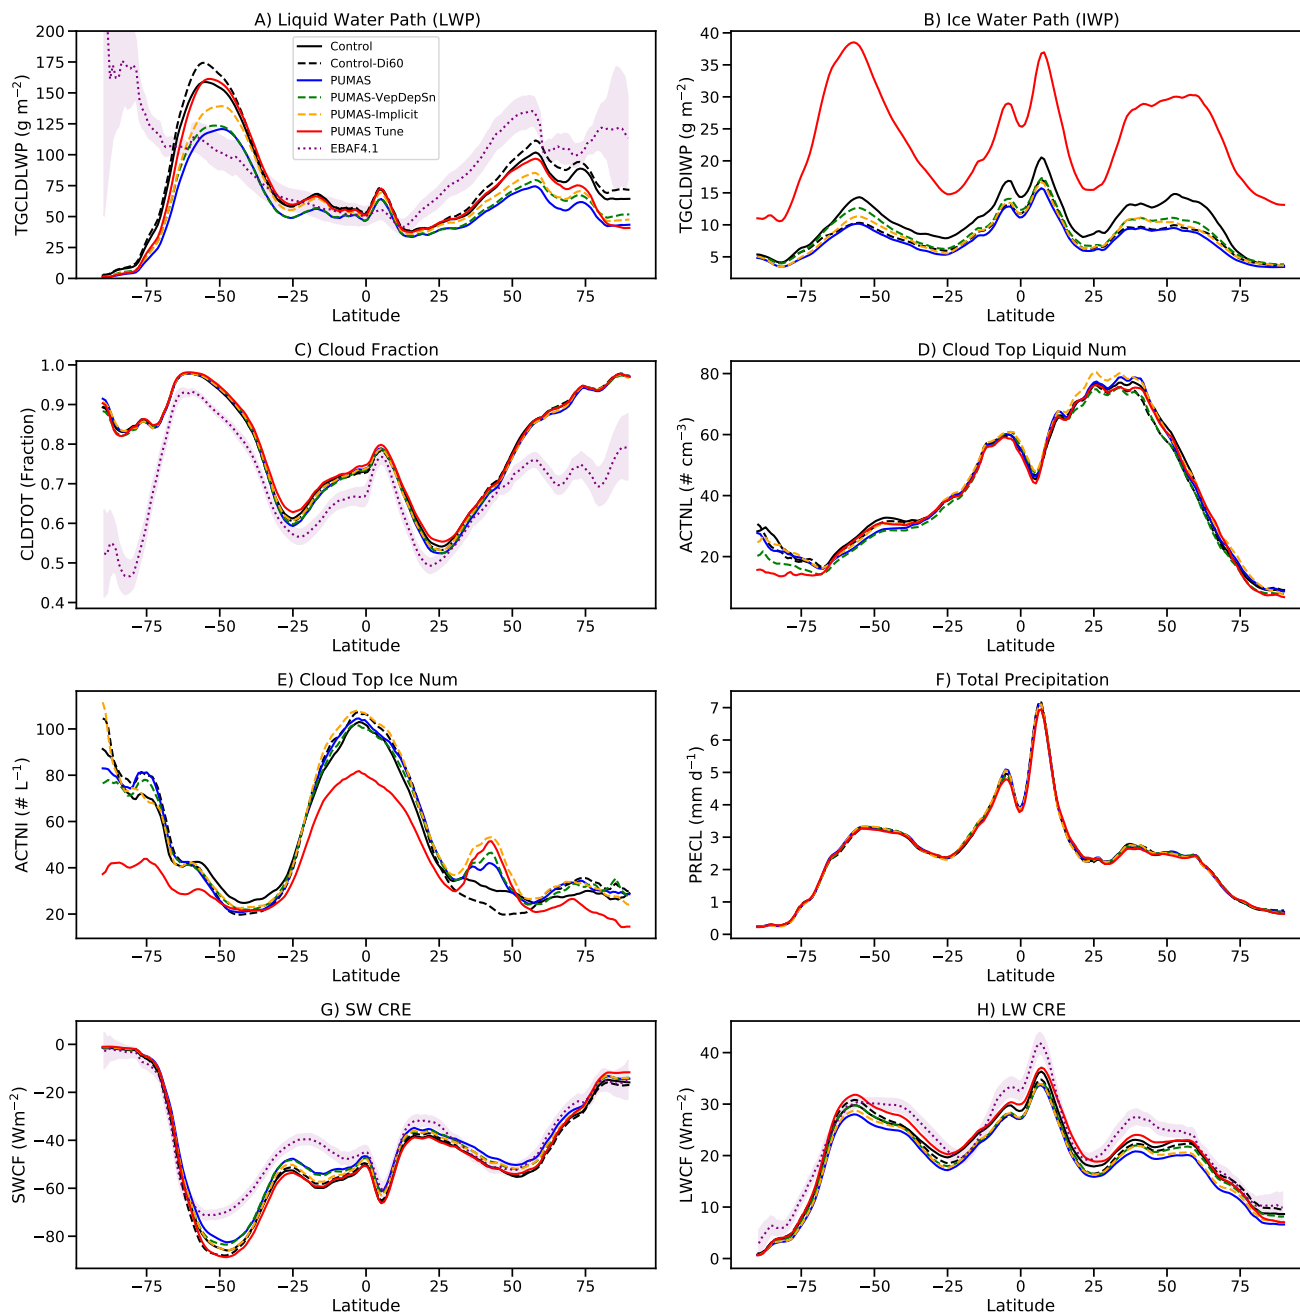 A) Liquid Water Path (LWP)
200
175
150
125
100
75
50
25
0
TGCLDLWP (g m⁻²)
Control
Control-Di60
PUMAS
PUMAS-VepDepSn
PUMAS-Implicit
PUMAS Tune
EBAF4.1
−75 −50 −25 0 25 50 75
Latitude
B) Ice Water Path (IWP)
40
35
30
25
20
15
10
5
TGCLDIWP (g m⁻²)
−75 −50 −25 0 25 50 75
Latitude
C) Cloud Fraction
1.0
0.9
0.8
0.7
0.6
0.5
0.4
CLDTOT (Fraction)
−75 −50 −25 0 25 50 75
Latitude
D) Cloud Top Liquid Num
80
60
40
20
ACTNL (# cm⁻³)
−75 −50 −25 0 25 50 75
Latitude
E) Cloud Top Ice Num
100
80
60
40
20
ACTNI (# L⁻¹)
−75 −50 −25 0 25 50 75
Latitude
F) Total Precipitation
7
6
5
4
3
2
1
0
PRECL (mm d⁻¹)
−75 −50 −25 0 25 50 75
Latitude
G) SW CRE
0
−20
−40
−60
−80
SWCF (Wm⁻²)
−75 −50 −25 0 25 50 75
Latitude
H) LW CRE
40
30
20
10
0
LWCF (Wm⁻²)
−75 −50 −25 0 25 50 75
Latitude